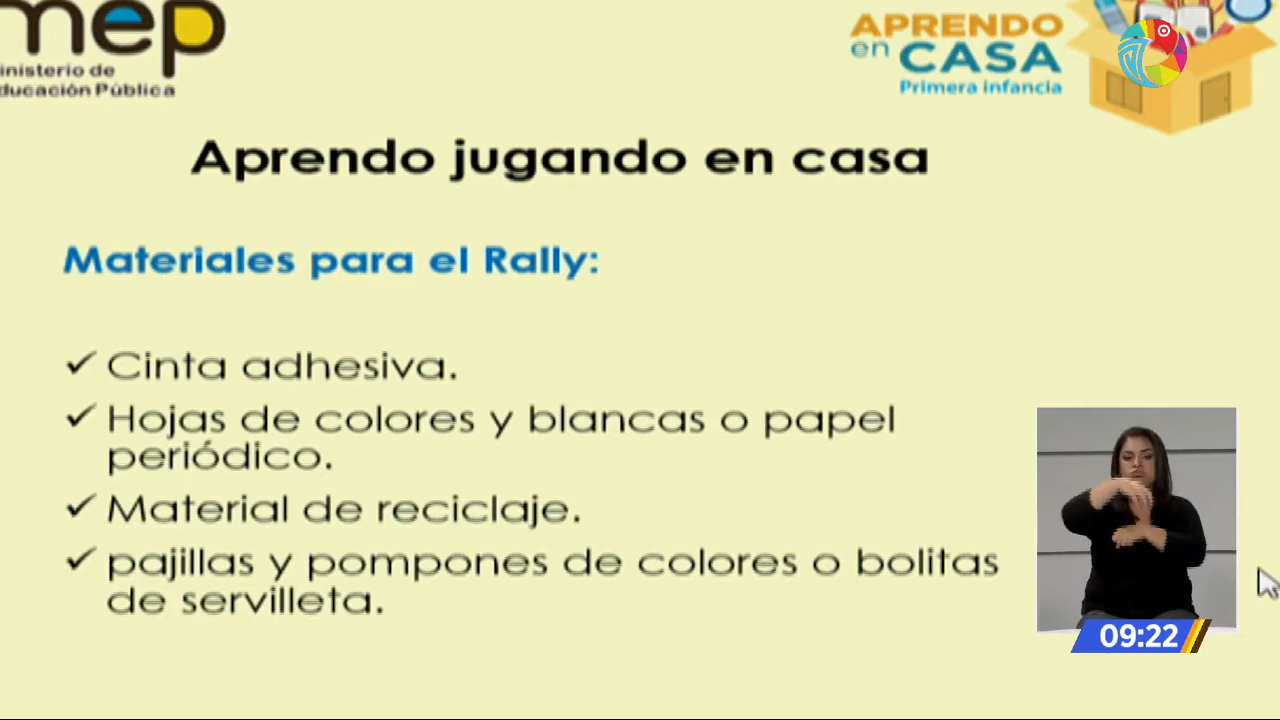 mep
inisterio de
ducación Pública
APRENDO
en CASA
Primera infancia
Aprendo jugando en casa
Materiales para el Rally:
✓ Cinta adhesiva.
✓ Hojas de colores y blancas o papel
periódico.
✓ Material de reciclaje.
✓ pajillas y pompones de colores o bolitas
de servilleta.
09:22